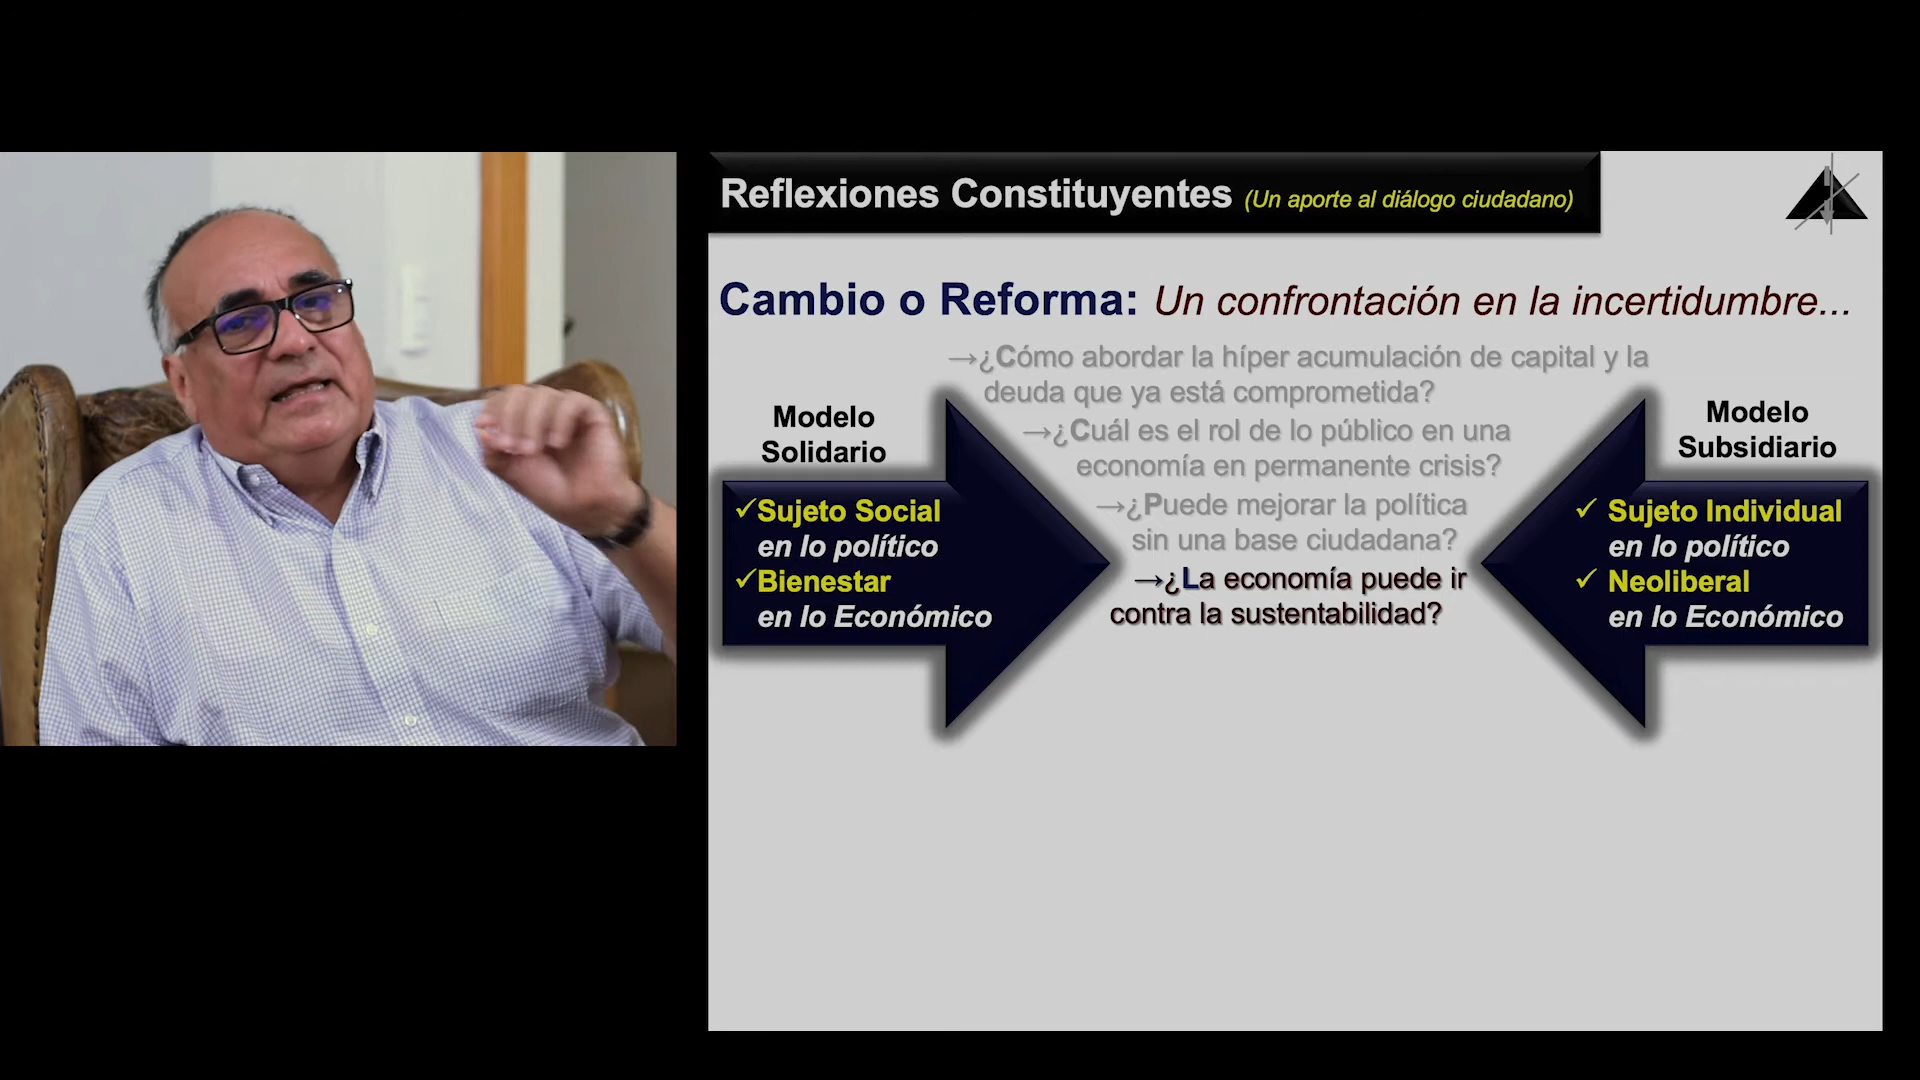 Reflexiones Constituyentes (Un aporte al diálogo ciudadano)
Cambio o Reforma: Un confrontación en la incertidumbre...
→¿Cómo abordar la híper acumulación de capital y la
deuda que ya está comprometida?
→¿Cuál es el rol de lo público en una
economía en permanente crisis?
→¿Puede mejorar la política
sin una base ciudadana?
→¿La economía puede ir
contra la sustentabilidad?
Modelo
Solidario
✓Sujeto Social
en lo político
✓Bienestar
en lo Económico
Modelo
Subsidiario
✓ Sujeto Individual
en lo político
✓ Neoliberal
en lo Económico